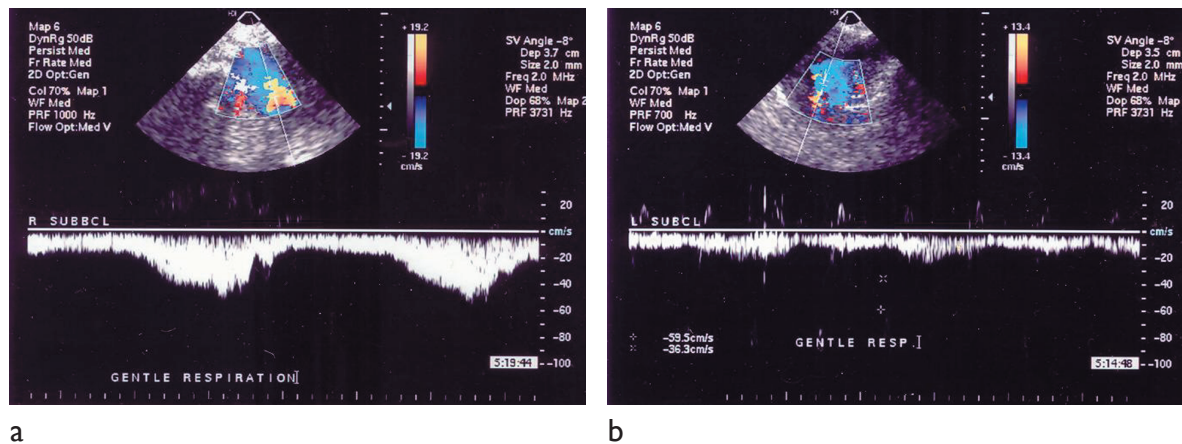 Map 6
DynRg 50dB
Persist Med
Fr Rate Med
2D Opt:Gen
Col 70% Map 1
WF Med
PRF 1000 Hz
Flow Opt:Med V
+ 19.2
- 19.2
cm/s
SV Angle -8°
Dep 3.7 cm
Size 2.0 mm
Freq 2.0 MHz
WF Med
Dop 68% Map 2
PRF 3731 Hz
R SUBBCL
20
cm/s
-20
-40
-60
-80
-100
5:19:44
GENTLE RESPIRATION
a
Map 6
DynRg 50dB
Persist Med
Fr Rate Med
2D Opt:Gen
Col 70% Map 1
WF Med
PRF 700 Hz
Flow Opt:Med V
+ 13.4
- 13.4
cm/s
SV Angle -8°
Dep 3.5 cm
Size 2.0 mm
Freq 2.0 MHz
WF Med
Dop 68% Map
PRF 3731 Hz
L SUBCL
20
cm/s
-20
-40
-60
-80
-100
-59.5cm/s
-36.3cm/s
GENTLE RESP.
5:14:48
b